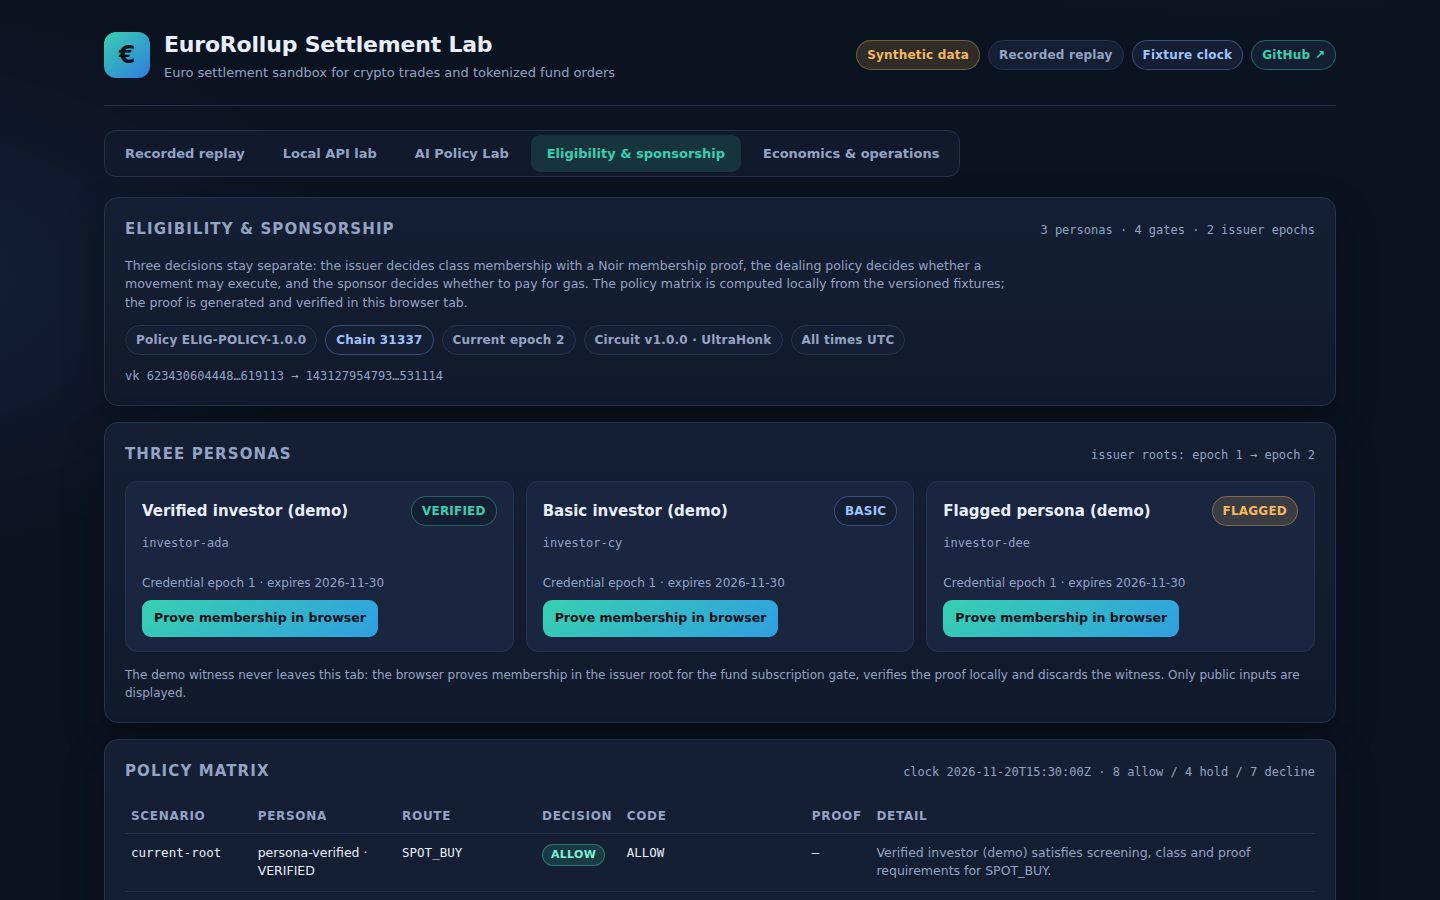 €
EuroRollup Settlement Lab
Euro settlement sandbox for crypto trades and tokenized fund orders
Synthetic data
Recorded replay
Fixture clock
GitHub ↗
Recorded replay
Local API lab
AI Policy Lab
Eligibility & sponsorship
Economics & operations
ELIGIBILITY & SPONSORSHIP
3 personas · 4 gates · 2 issuer epochs
Three decisions stay separate: the issuer decides class membership with a Noir membership proof, the dealing policy decides whether a
movement may execute, and the sponsor decides whether to pay for gas. The policy matrix is computed locally from the versioned fixtures;
the proof is generated and verified in this browser tab.
Policy ELIG-POLICY-1.0.0
Chain 31337
Current epoch 2
Circuit v1.0.0 · UltraHonk
All times UTC
vk 623430604448…619113 → 143127954793…531114
THREE PERSONAS
issuer roots: epoch 1 → epoch 2
Verified investor (demo)
VERIFIED
investor-ada
Credential epoch 1 · expires 2026-11-30
Prove membership in browser
Basic investor (demo)
BASIC
investor-cy
Credential epoch 1 · expires 2026-11-30
Prove membership in browser
Flagged persona (demo)
FLAGGED
investor-dee
Credential epoch 1 · expires 2026-11-30
Prove membership in browser
The demo witness never leaves this tab: the browser proves membership in the issuer root for the fund subscription gate, verifies the proof locally and discards the witness. Only public inputs are
displayed.
POLICY MATRIX
clock 2026-11-20T15:30:00Z · 8 allow / 4 hold / 7 decline
SCENARIO PERSONA ROUTE DECISION CODE PROOF DETAIL
current-root persona-verified · SPOT_BUY ALLOW ALLOW — Verified investor (demo) satisfies screening, class and proof
VERIFIED requirements for SPOT_BUY.